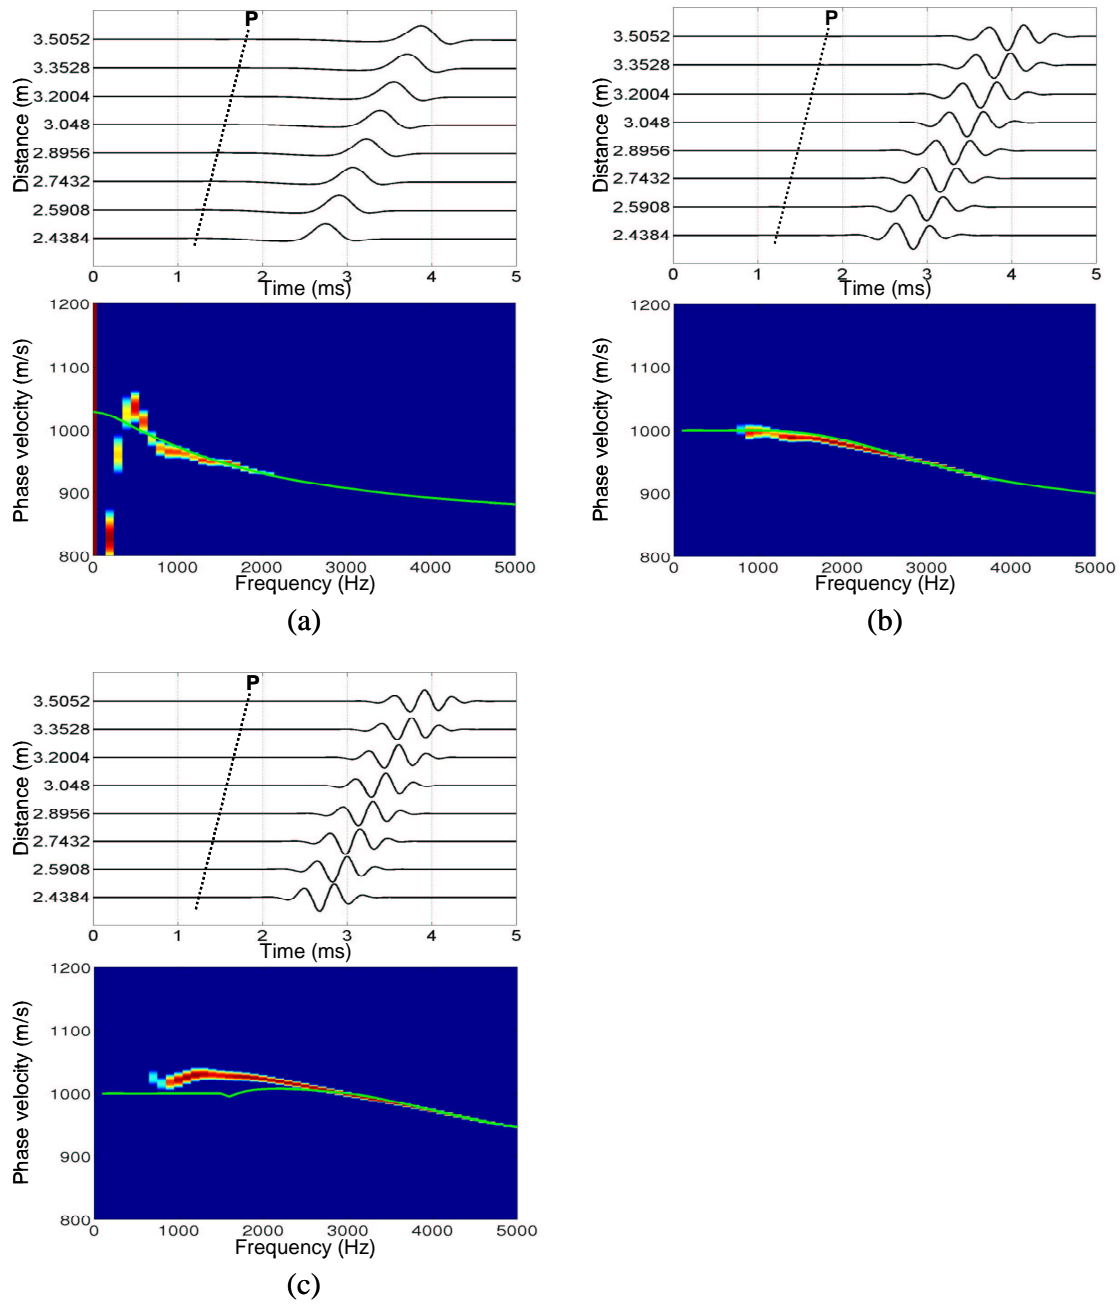 P
Distance (m)
3.5052
3.3528
3.2004
3.048
2.8956
2.7432
2.5908
2.4384
0 1 2 3 4 5
Time (ms)
Phase velocity (m/s)
1200
1100
1000
900
800
0 1000 2000 3000 4000 5000
Frequency (Hz)
(a)
P
Distance (m)
3.5052
3.3528
3.2004
3.048
2.8956
2.7432
2.5908
2.4384
0 1 2 3 4 5
Time (ms)
Phase velocity (m/s)
1200
1100
1000
900
800
0 1000 2000 3000 4000 5000
Frequency (Hz)
(b)
P
Distance (m)
3.5052
3.3528
3.2004
3.048
2.8956
2.7432
2.5908
2.4384
0 1 2 3 4 5
Time (ms)
Phase velocity (m/s)
1200
1100
1000
900
800
0 1000 2000 3000 4000 5000
Frequency (Hz)
(c)